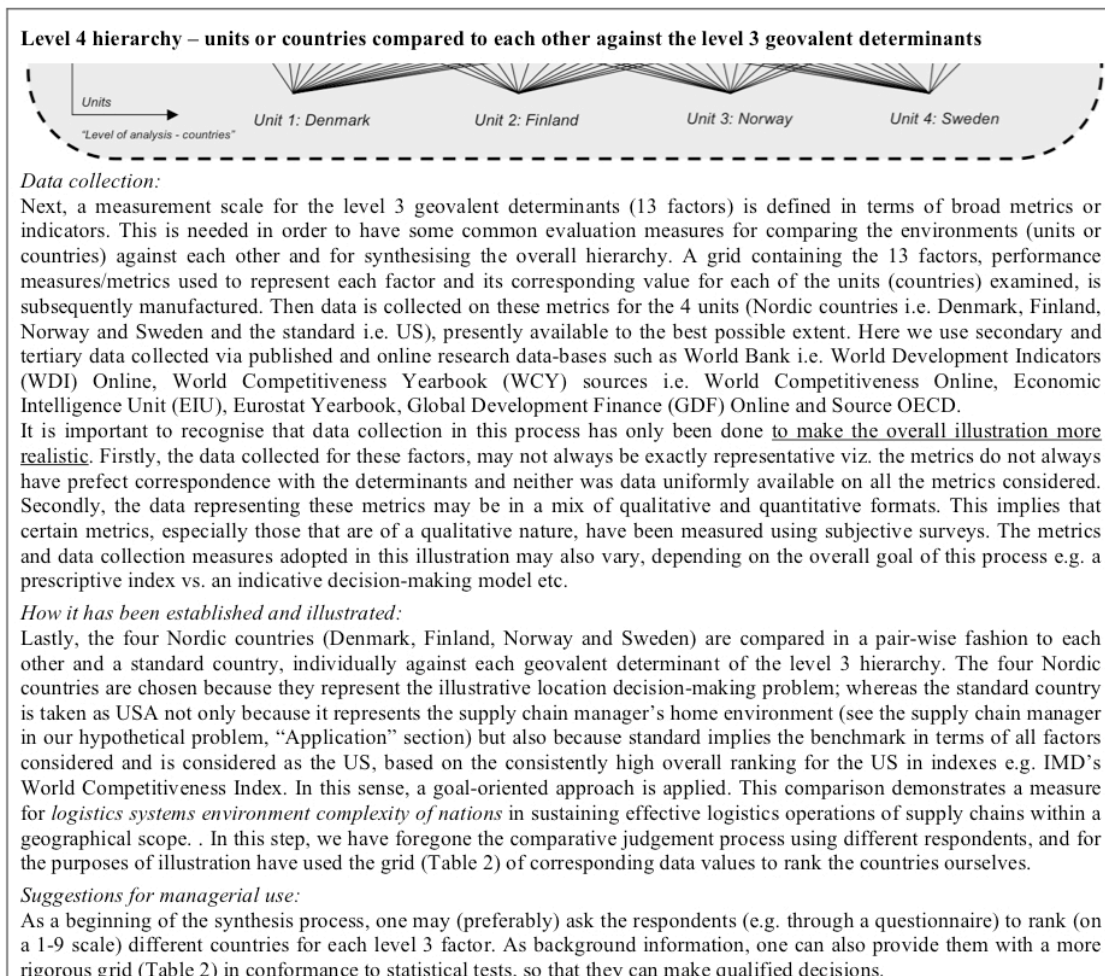 Level 4 hierarchy – units or countries compared to each other against the level 3 geovalent determinants
Units
"Level of analysis - countries"
Unit 1: Denmark
Unit 2: Finland
Unit 3: Norway
Unit 4: Sweden
Data collection:
Next, a measurement scale for the level 3 geovalent determinants (13 factors) is defined in terms of broad metrics or
indicators. This is needed in order to have some common evaluation measures for comparing the environments (units or
countries) against each other and for synthesising the overall hierarchy. A grid containing the 13 factors, performance
measures/metrics used to represent each factor and its corresponding value for each of the units (countries) examined, is
subsequently manufactured. Then data is collected on these metrics for the 4 units (Nordic countries i.e. Denmark, Finland,
Norway and Sweden and the standard i.e. US), presently available to the best possible extent. Here we use secondary and
tertiary data collected via published and online research data-bases such as World Bank i.e. World Development Indicators
(WDI) Online, World Competitiveness Yearbook (WCY) sources i.e. World Competitiveness Online, Economic
Intelligence Unit (EIU), Eurostat Yearbook, Global Development Finance (GDF) Online and Source OECD.
It is important to recognise that data collection in this process has only been done to make the overall illustration more
realistic. Firstly, the data collected for these factors, may not always be exactly representative viz. the metrics do not always
have prefect correspondence with the determinants and neither was data uniformly available on all the metrics considered.
Secondly, the data representing these metrics may be in a mix of qualitative and quantitative formats. This implies that
certain metrics, especially those that are of a qualitative nature, have been measured using subjective surveys. The metrics
and data collection measures adopted in this illustration may also vary, depending on the overall goal of this process e.g. a
prescriptive index vs. an indicative decision-making model etc.
How it has been established and illustrated:
Lastly, the four Nordic countries (Denmark, Finland, Norway and Sweden) are compared in a pair-wise fashion to each
other and a standard country, individually against each geovalent determinant of the level 3 hierarchy. The four Nordic
countries are chosen because they represent the illustrative location decision-making problem; whereas the standard country
is taken as USA not only because it represents the supply chain manager's home environment (see the supply chain manager
in our hypothetical problem, "Application" section) but also because standard implies the benchmark in terms of all factors
considered and is considered as the US, based on the consistently high overall ranking for the US in indexes e.g. IMD's
World Competitiveness Index. In this sense, a goal-oriented approach is applied. This comparison demonstrates a measure
for logistics systems environment complexity of nations in sustaining effective logistics operations of supply chains within a
geographical scope. . In this step, we have foregone the comparative judgement process using different respondents, and for
the purposes of illustration have used the grid (Table 2) of corresponding data values to rank the countries ourselves.
Suggestions for managerial use:
As a beginning of the synthesis process, one may (preferably) ask the respondents (e.g. through a questionnaire) to rank (on
a 1-9 scale) different countries for each level 3 factor. As background information, one can also provide them with a more
rigorous grid (Table 2) in conformance to statistical tests, so that they can make qualified decisions.